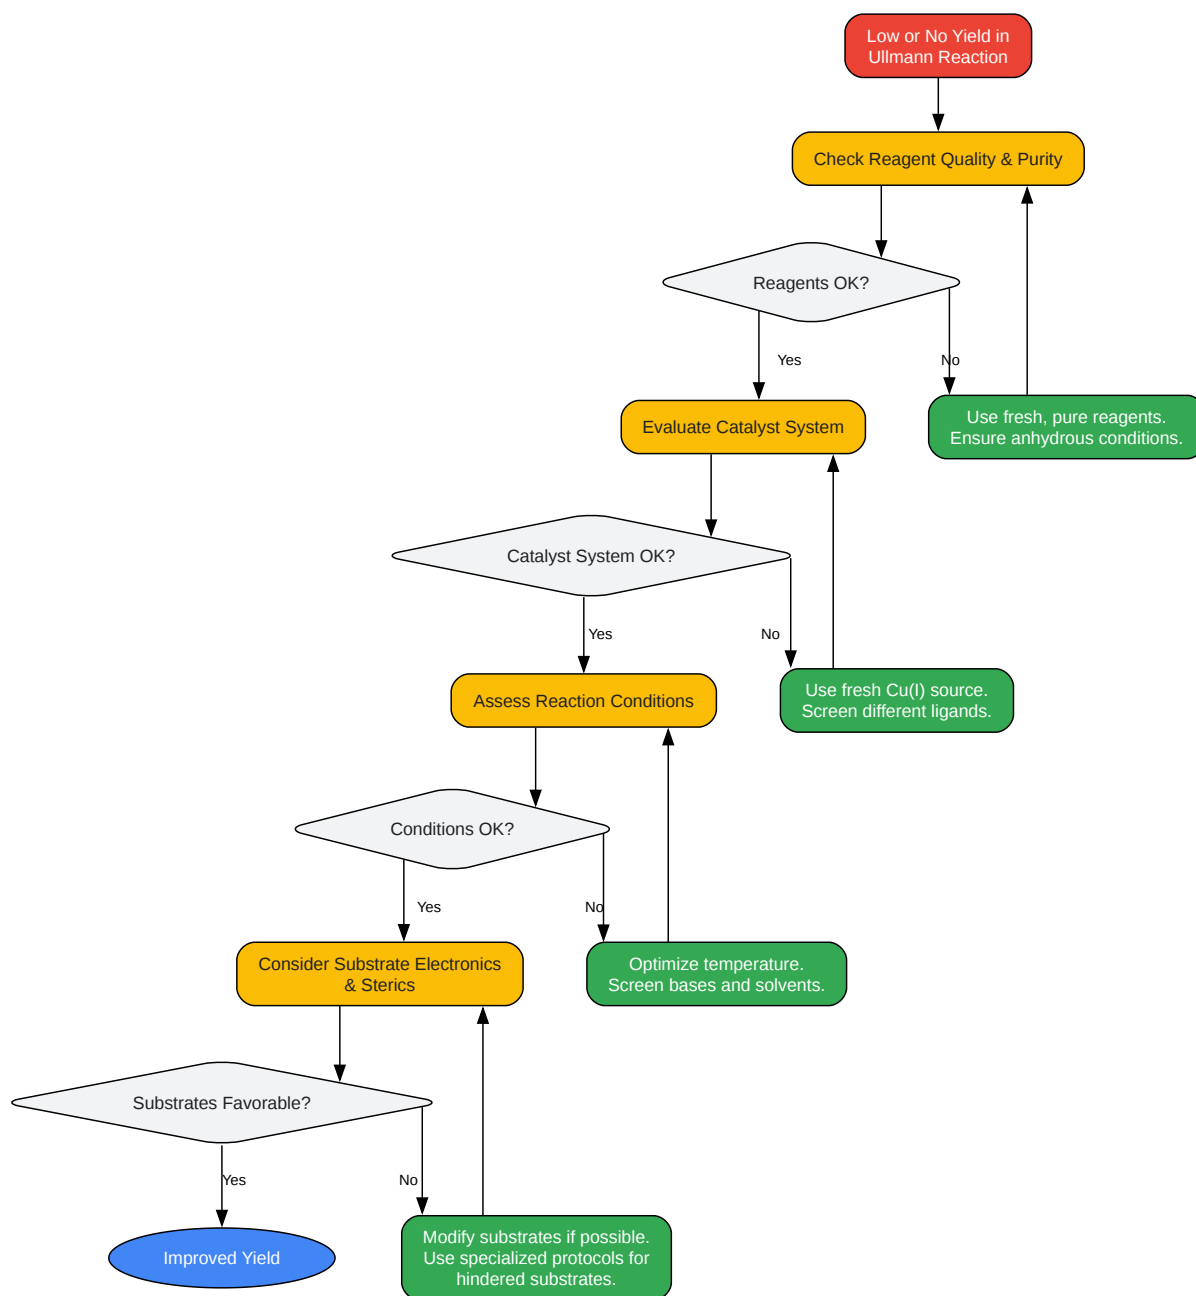 Low or No Yield in
Ullmann Reaction
Check Reagent Quality & Purity
Reagents OK?
Yes
No
Evaluate Catalyst System
Use fresh, pure reagents.
Ensure anhydrous conditions.
Catalyst System OK?
Yes
No
Assess Reaction Conditions
Use fresh Cu(I) source.
Screen different ligands.
Conditions OK?
Yes
No
Consider Substrate Electronics
& Sterics
Optimize temperature.
Screen bases and solvents.
Substrates Favorable?
Yes
No
Improved Yield
Modify substrates if possible.
Use specialized protocols for
hindered substrates.